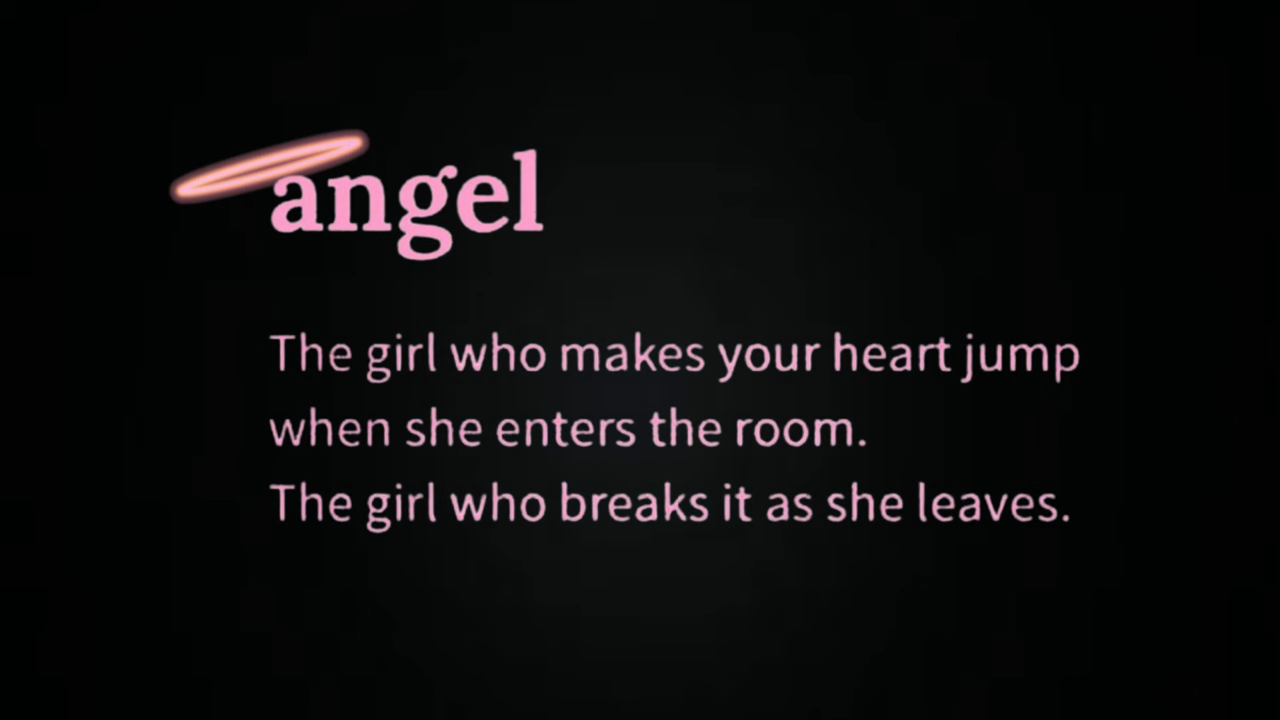 angel
The girl who makes your heart jump
when she enters the room.
The girl who breaks it as she leaves.